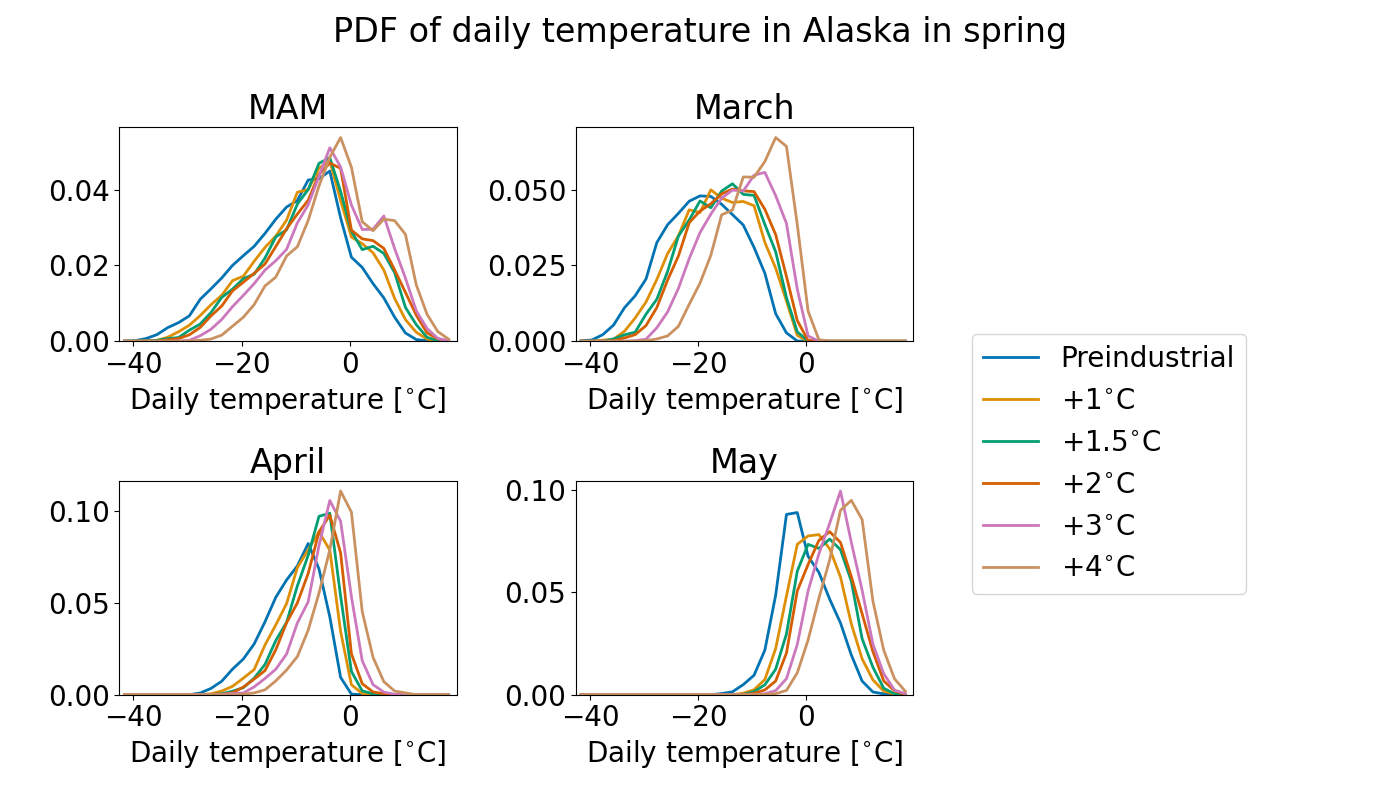 PDF of daily temperature in Alaska in spring
MAM
0.04
0.02
0.00
−40 −20 0
Daily temperature [°C]
March
0.050
0.025
0.000
−40 −20 0
Daily temperature [°C]
April
0.10
0.05
0.00
−40 −20 0
Daily temperature [°C]
May
0.10
0.05
0.00
−40 −20 0
Daily temperature [°C]
Preindustrial
+1°C
+1.5°C
+2°C
+3°C
+4°C